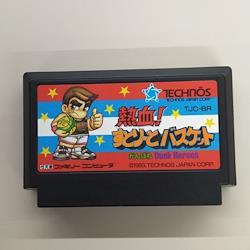 TECHNŌS
TECHNOS JAPAN CORP.
TJC-BR
熱血!
すとりーとバスケット
がんばれ Dunk Heroes
ファミリー コンピュータ
©1993 TECHNOS JAPAN CORP.